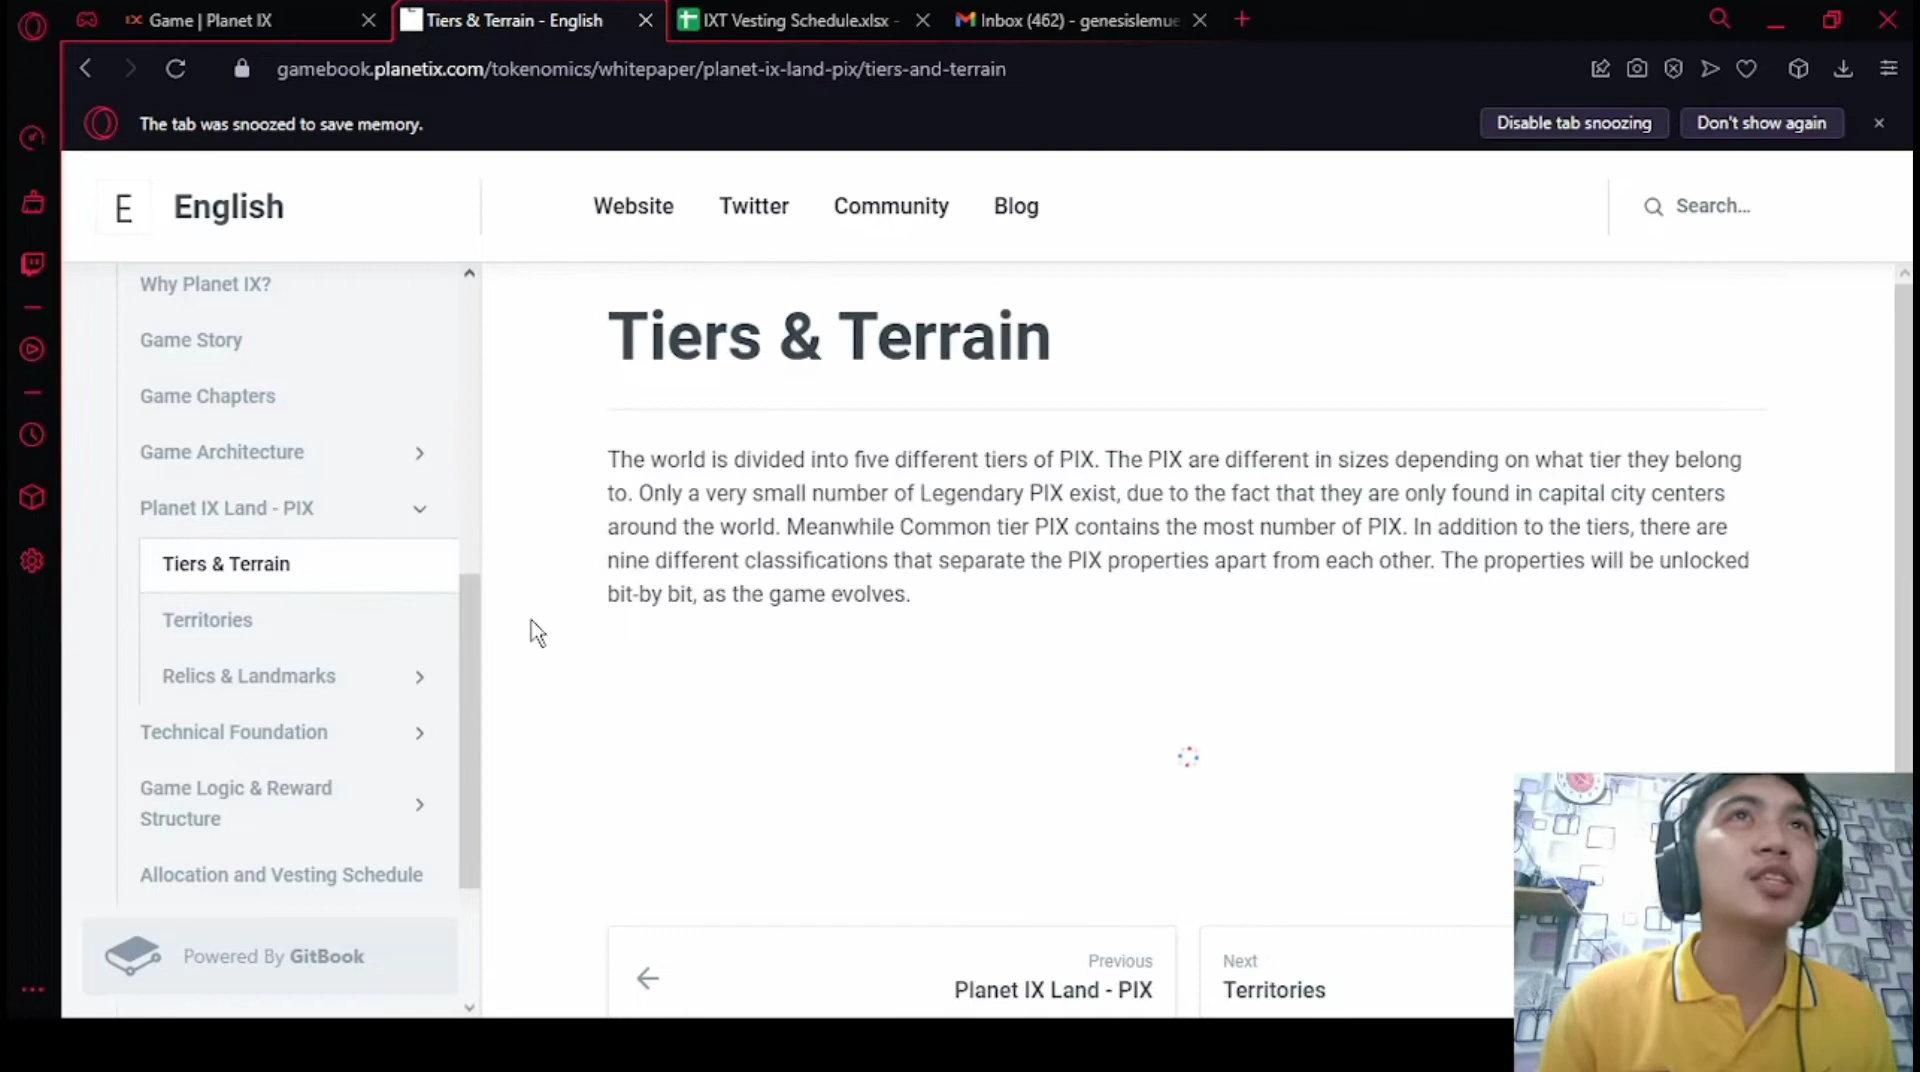 Game | Planet IX
Tiers & Terrain - English
IXT Vesting Schedule.xlsx -
Inbox (462) - genesislemue
gamebook.planetix.com/tokenomics/whitepaper/planet-ix-land-pix/tiers-and-terrain
The tab was snoozed to save memory.
Disable tab snoozing
Don't show again
E
English
Website
Twitter
Community
Blog
Search...
Why Planet IX?
Game Story
Game Chapters
Game Architecture
Planet IX Land - PIX
Tiers & Terrain
Territories
Relics & Landmarks
Technical Foundation
Game Logic & Reward
Structure
Allocation and Vesting Schedule
Powered By GitBook
Tiers & Terrain
The world is divided into five different tiers of PIX. The PIX are different in sizes depending on what tier they belong
to. Only a very small number of Legendary PIX exist, due to the fact that they are only found in capital city centers
around the world. Meanwhile Common tier PIX contains the most number of PIX. In addition to the tiers, there are
nine different classifications that separate the PIX properties apart from each other. The properties will be unlocked
bit-by bit, as the game evolves.
Previous
Planet IX Land - PIX
Next
Territories